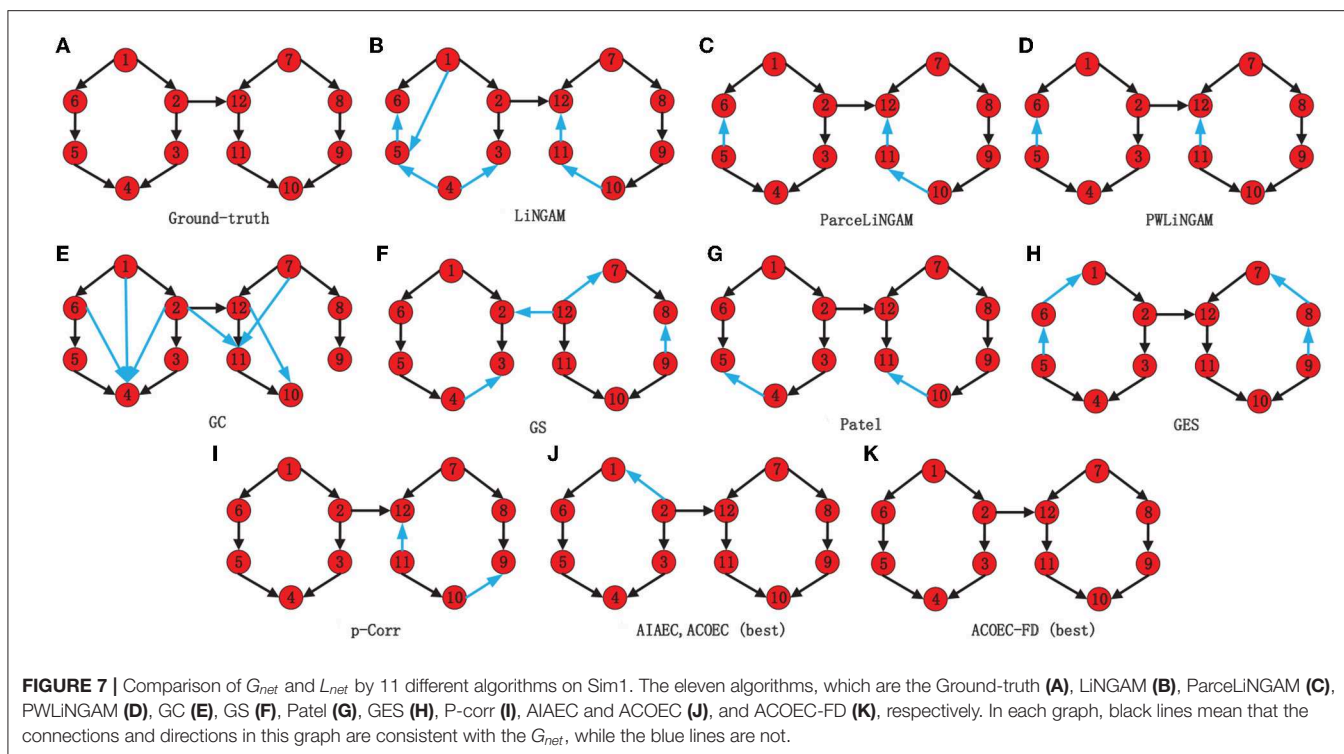 A B C D
1 7 1 7 1 7 1 7
6 2 12 8 6 2 12 8 6 2 12 8 6 2 12 8
5 3 11 9 5 3 11 9 5 3 11 9 5 3 11 9
4 10 4 10 4 10 4 10
Ground-truth LiNGAM ParceLiNGAM PWLiNGAM
E F G H
1 7 1 7 1 7 1 7
6 2 12 8 6 2 12 8 6 2 12 8 6 2 12 8
5 3 11 9 5 3 11 9 5 3 11 9 5 3 11 9
4 10 4 10 4 10 4 10
GC GS Patel GES
I J K
1 7 1 7 1 7
6 2 12 8 6 2 12 8 6 2 12 8
5 3 11 9 5 3 11 9 5 3 11 9
4 10 4 10 4 10
p-Corr AIAEC,ACOEC (best) ACOEC-FD (best)
FIGURE 7 | Comparison of Gnet and Lnet by 11 different algorithms on Sim1. The eleven algorithms, which are the Ground-truth (A), LiNGAM (B), ParceLiNGAM (C),
PWLiNGAM (D), GC (E), GS (F), Patel (G), GES (H), P-corr (I), AIAEC and ACOEC (J), and ACOEC-FD (K), respectively. In each graph, black lines mean that the
connections and directions in this graph are consistent with the Gnet, while the blue lines are not.